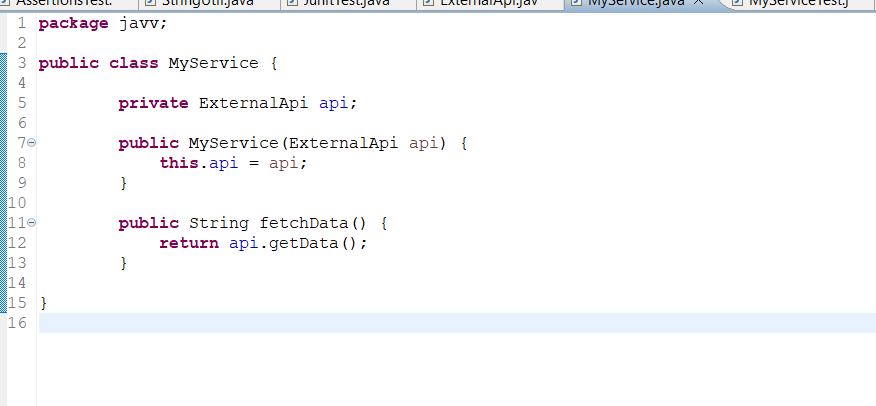 StringUtil.java JunitTest.java ExternalApi.jav MyService.java MyServiceTest.j
1 package javv;
2
3 public class MyService {
4
5 private ExternalApi api;
6
7 public MyService(ExternalApi api) {
8 this.api = api;
9 }
10
11 public String fetchData() {
12 return api.getData();
13 }
14
15 }
16